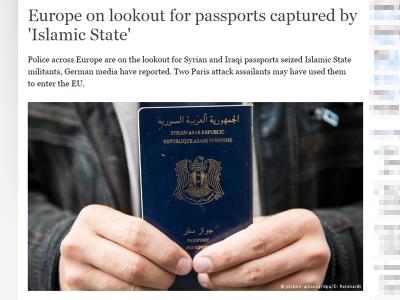 Europe on lookout for passports captured by
'Islamic State'
Police across Europe are on the lookout for Syrian and Iraqi passports seized Islamic State
militants, German media have reported. Two Paris attack assailants may have used them
to enter the EU.
الجمهورية العربية السورية
SYRIAN ARAB REPUBLIC
REPUBLIQUE ARABE SYRIENNE
جواز سفر
PASSPORT
picture-alliance/dpa/O. Reinhardt